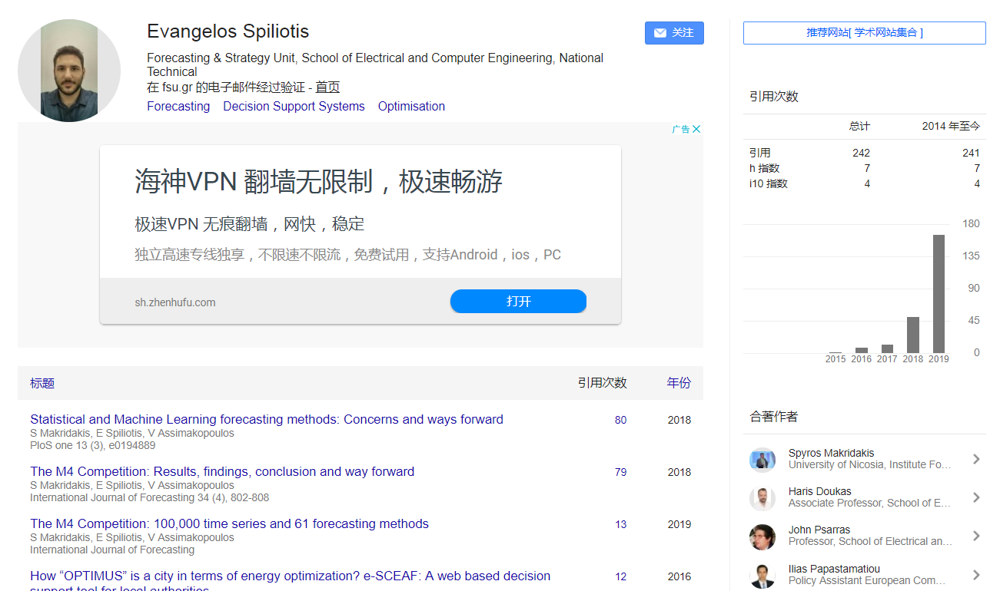 Evangelos Spiliotis
关注
Forecasting & Strategy Unit, School of Electrical and Computer Engineering, National
Technical
在 fsu.gr 的电子邮件经过验证 - 首页
Forecasting Decision Support Systems Optimisation
广告
海神VPN 翻墙无限制，极速畅游
极速VPN 无痕翻墙，网快，稳定
独立高速专线独享，不限速不限流，免费试用，支持Android，ios，PC
sh.zhenhufu.com
打开
标题 引用次数 年份
Statistical and Machine Learning forecasting methods: Concerns and ways forward 80 2018
S Makridakis, E Spiliotis, V Assimakopoulos
PloS one 13 (3), e0194889
The M4 Competition: Results, findings, conclusion and way forward 79 2018
S Makridakis, E Spiliotis, V Assimakopoulos
International Journal of Forecasting 34 (4), 802-808
The M4 Competition: 100,000 time series and 61 forecasting methods 13 2019
S Makridakis, E Spiliotis, V Assimakopoulos
International Journal of Forecasting
How “OPTIMUS” is a city in terms of energy optimization? e-SCEAF: A web based decision 12 2016
support tool for local authorities
推荐网站[ 学术网站集合 ]
引用次数
总计 2014 年至今
引用 242 241
h 指数 7 7
i10 指数 4 4
180
135
90
45
0
2015 2016 2017 2018 2019
合著作者
Spyros Makridakis
University of Nicosia, Institute Fo…
Haris Doukas
Associate Professor, School of E…
John Psarras
Professor, School of Electrical an…
Ilias Papastamatiou
Policy Assistant European Com…